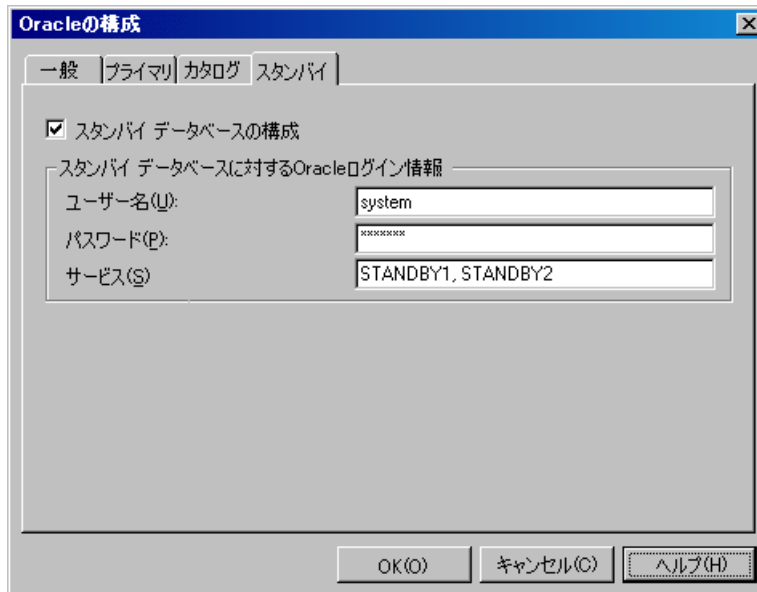 Oracleの構成
一般 プライマリ カタログ スタンバイ
スタンバイ データベースの構成
スタンバイ データベースに対するOracleログイン情報
ユーザー名(U): system
パスワード(P): *******
サービス(S) STANDBY1, STANDBY2
OK(O) キャンセル(C) ヘルプ(H)